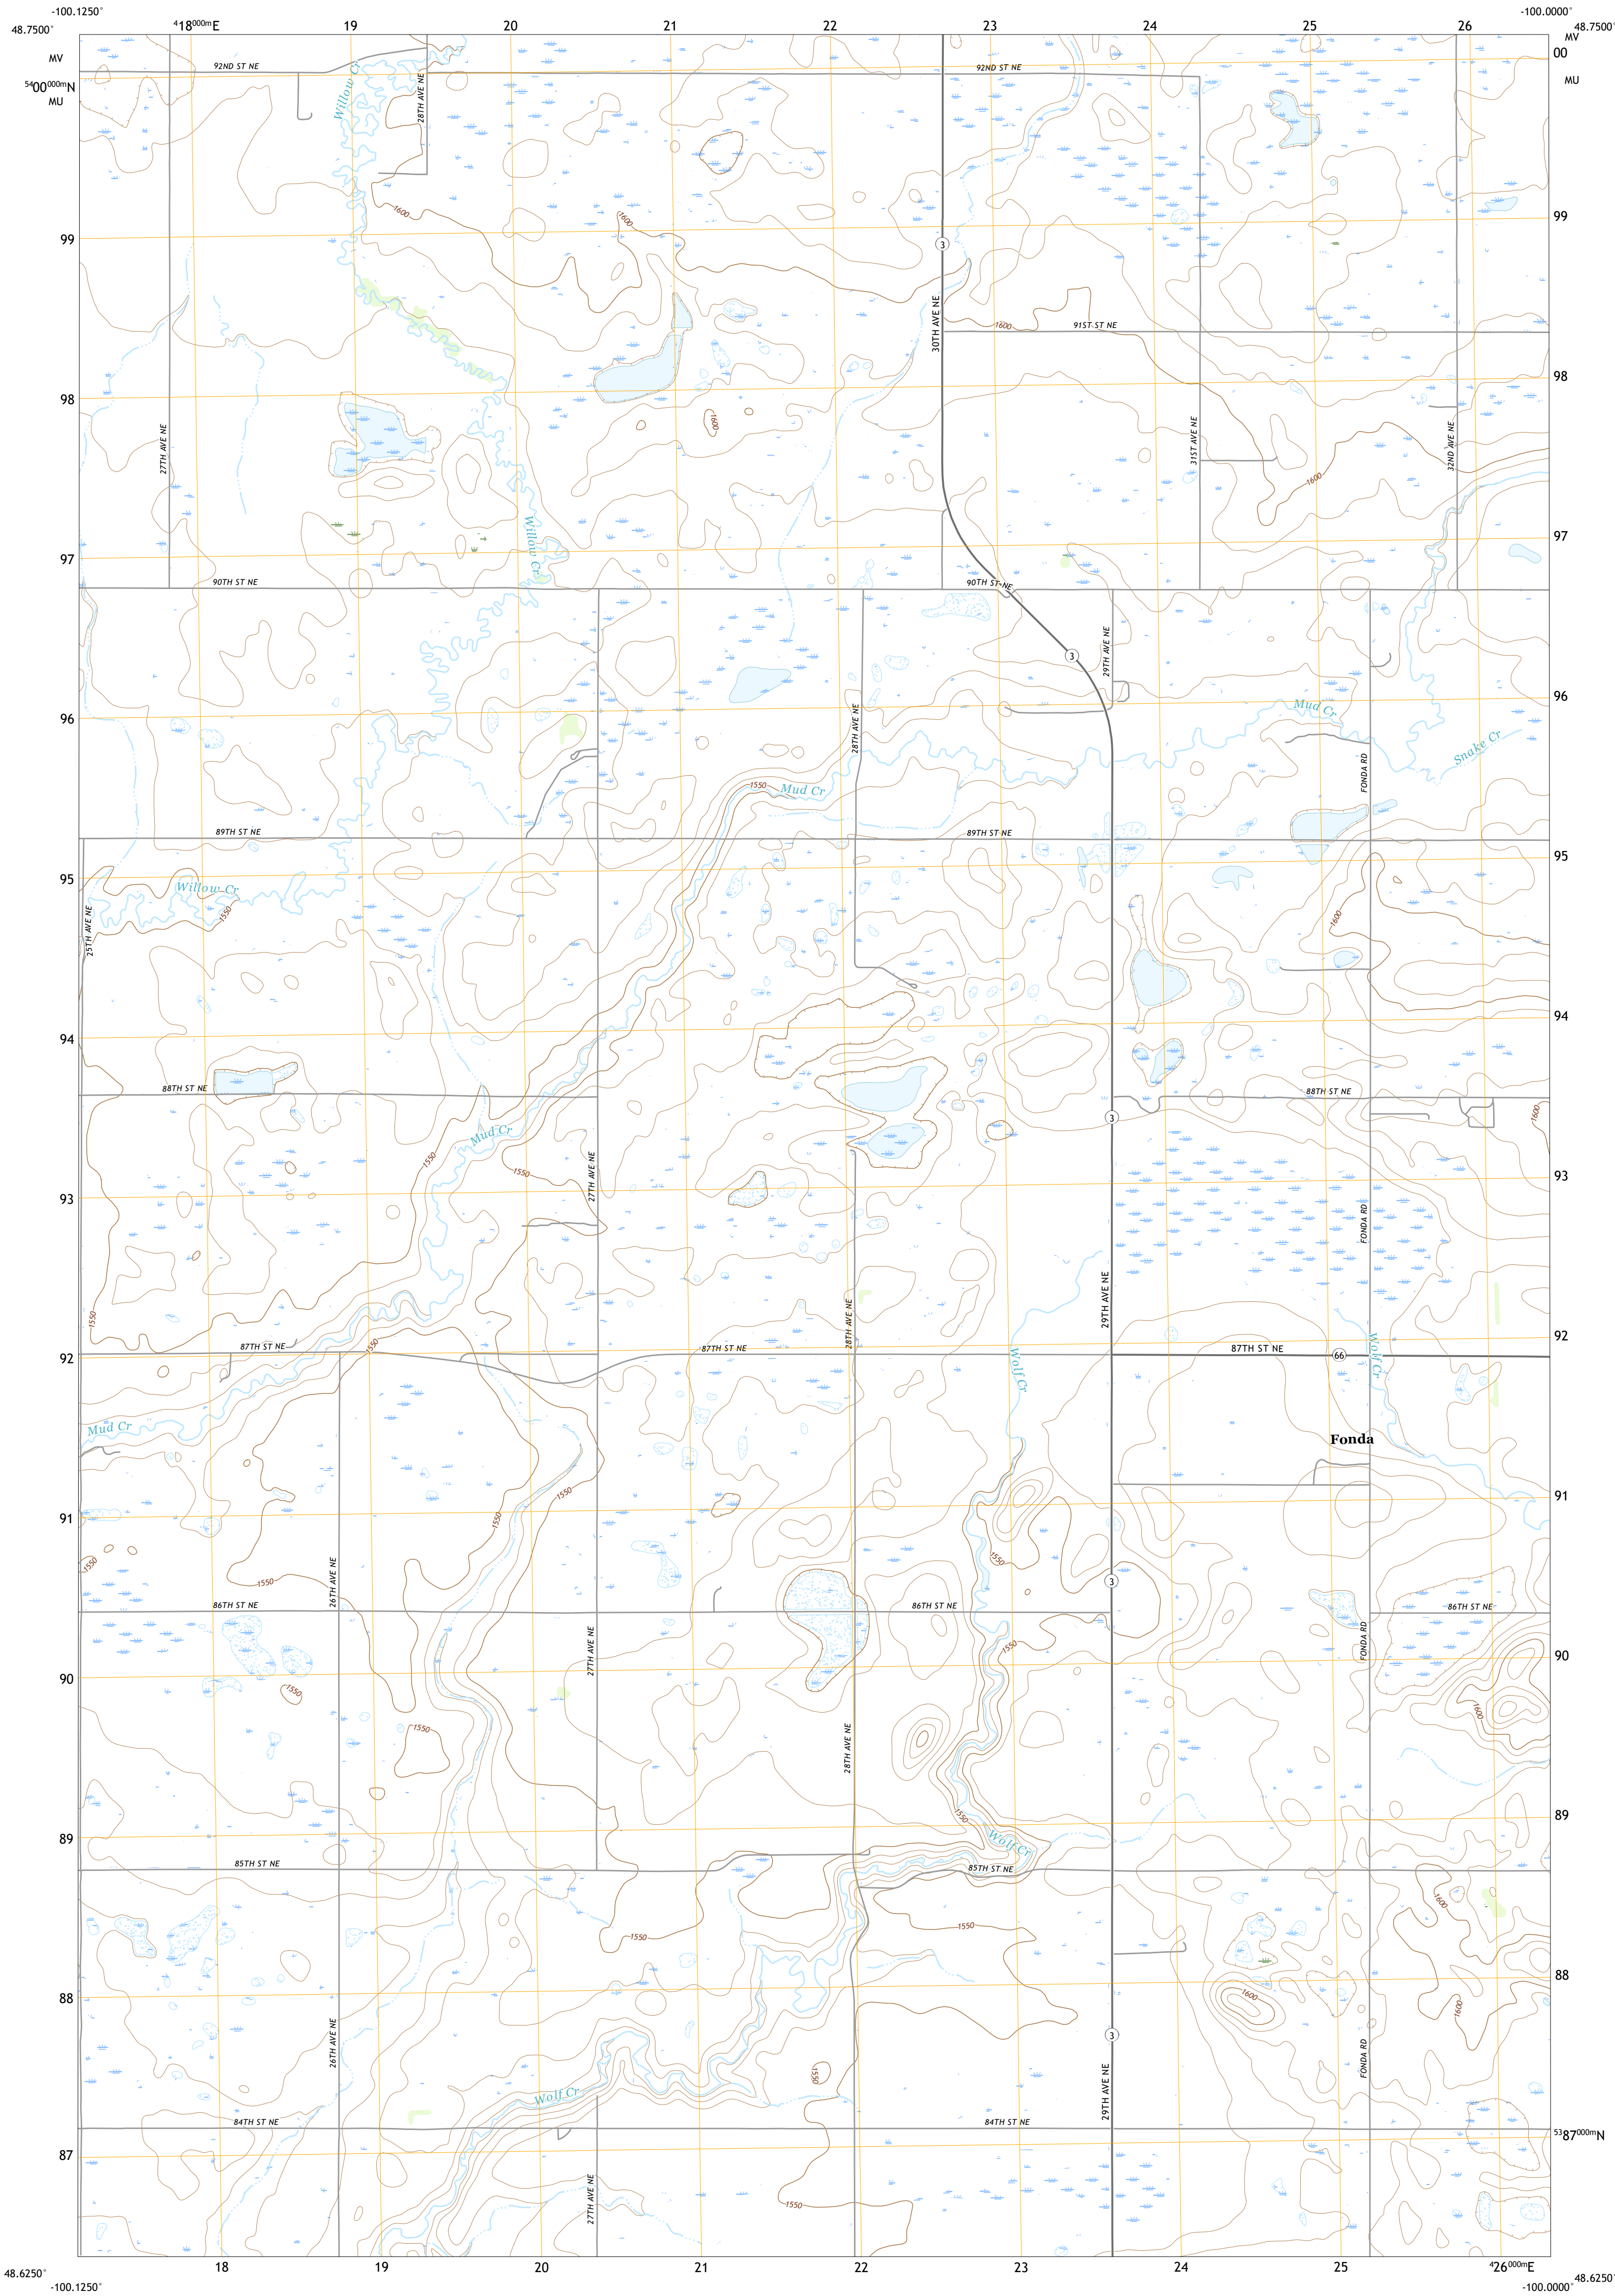 -100.1250°
418000mE
19
20
21
22
23
24
25
26
-100.0000°
48.7500°
48.7500°
MV
MV
00
5400000mN
MU
MU
92ND ST NE
92ND ST NE
Willow Cr
28TH AVE NE
1600
1600
99
99
3
30TH AVE NE
1600
91ST ST NE
98
98
1600
27TH AVE NE
31ST AVE NE
32ND AVE NE
1600
Willow Cr
97
97
90TH ST NE
90TH ST NE
29TH AVE NE
3
96
96
28TH AVE NE
Mud Cr
Snake Cr
FONDA RD
1550
Mud Cr
89TH ST NE
89TH ST NE
95
95
Willow Cr
1550
25TH AVE NE
1600
94
94
88TH ST NE
88TH ST NE
3
1600
Mud Cr
1550
1550
27TH AVE NE
93
93
FONDA RD
29TH AVE NE
28TH AVE NE
1550
92
92
87TH ST NE
1550
87TH ST NE
87TH ST NE
66
Wolf Cr
Wolf Cr
Mud Cr
Fonda
1550
91
91
1550
1550
1550
1550
26TH AVE NE
3
86TH ST NE
86TH ST NE
86TH ST NE
27TH AVE NE
FONDA RD
1550
90
90
1550
1550
1600
28TH AVE NE
1550
89
89
Wolf Cr
85TH ST NE
85TH ST NE
1600
1550
1550
88
88
1600
1600
26TH AVE NE
3
FONDA RD
1550
29TH AVE NE
Wolf Cr
84TH ST NE
84TH ST NE
5387000mN
87
27TH AVE NE
1550
18
19
20
21
22
23
24
25
426000mE
48.6250°
48.6250°
-100.1250°
-100.0000°